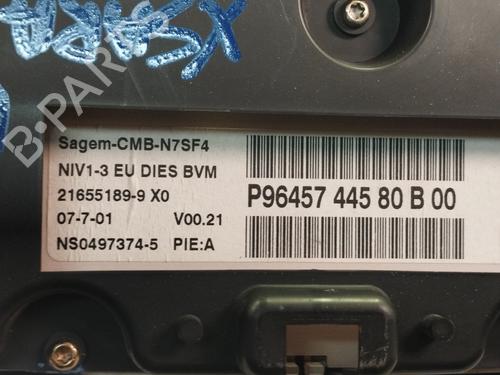 XSARA
B-PARTS
Sagem-CMB-N7SF4
NIV1-3 EU DIES BVM
21655189-9 X0
07-7-01 V00.21
NS0497374-5 PIE:A
P96457 445 80 B 00